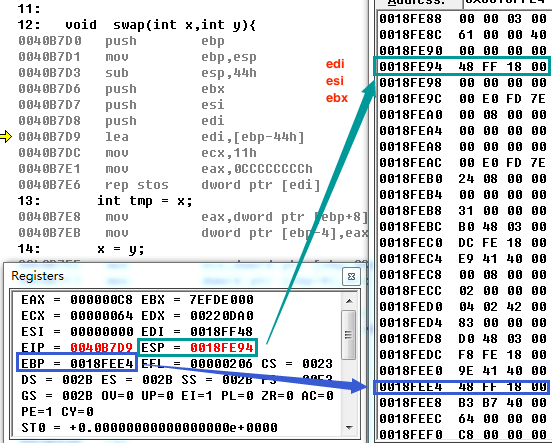 11:
12:   void  swap(int x,int y){
0040B7D0   push        ebp
0040B7D1   mov         ebp,esp
0040B7D3   sub         esp,44h
0040B7D6   push        ebx
0040B7D7   push        esi
0040B7D8   push        edi
0040B7D9   lea         edi,[ebp-44h]
0040B7DC   mov         ecx,11h
0040B7E1   mov         eax,0CCCCCCCCh
0040B7E6   rep stos    dword ptr [edi]
13:       int tmp = x;
0040B7E8   mov         eax,dword ptr [ebp+8]
0040B7EB   mov         dword ptr [ebp-4],eax
14:       x = y;
edi
esi
ebx
Registers
EAX = 000000C8 EBX = 7EFDE000
ECX = 00000064 EDX = 00220DA0
ESI = 00000000 EDI = 0018FF48
EIP = 0040B7D9 ESP = 0018FE94
EBP = 0018FEE4 EFL = 00000206 CS = 0023
DS = 002B ES = 002B SS = 002B
GS = 002B OV=0 UP=0 EI=1 PL=0 ZR=0 AC=0
PE=1 CY=0
ST0 = +0.00000000000000000e+0000
Address:
0018FE88  00 00 03 00
0018FE8C  61 00 00 40
0018FE90  00 00 00 00
0018FE94  48 FF 18 00
0018FE98  00 00 00 00
0018FE9C  00 E0 FD 7E
0018FEA0  00 08 00 00
0018FEA4  00 00 00 00
0018FEA8  00 00 00 00
0018FEAC  00 E0 FD 7E
0018FEB0  24 08 00 00
0018FEB4  00 00 00 00
0018FEB8  31 00 00 00
0018FEBC  B0 48 03 00
0018FEC0  DC FE 18 00
0018FEC4  E9 41 40 00
0018FEC8  00 08 00 00
0018FECC  02 00 00 00
0018FED0  04 02 42 00
0018FED4  83 00 00 00
0018FED8  D0 48 03 00
0018FEDC  F8 FE 18 00
0018FEE0  9E 41 40 00
0018FEE4  48 FF 18 00
0018FEE8  B3 B7 40 00
0018FEEC  64 00 00 00
0018FEF0  C8 00 00 00